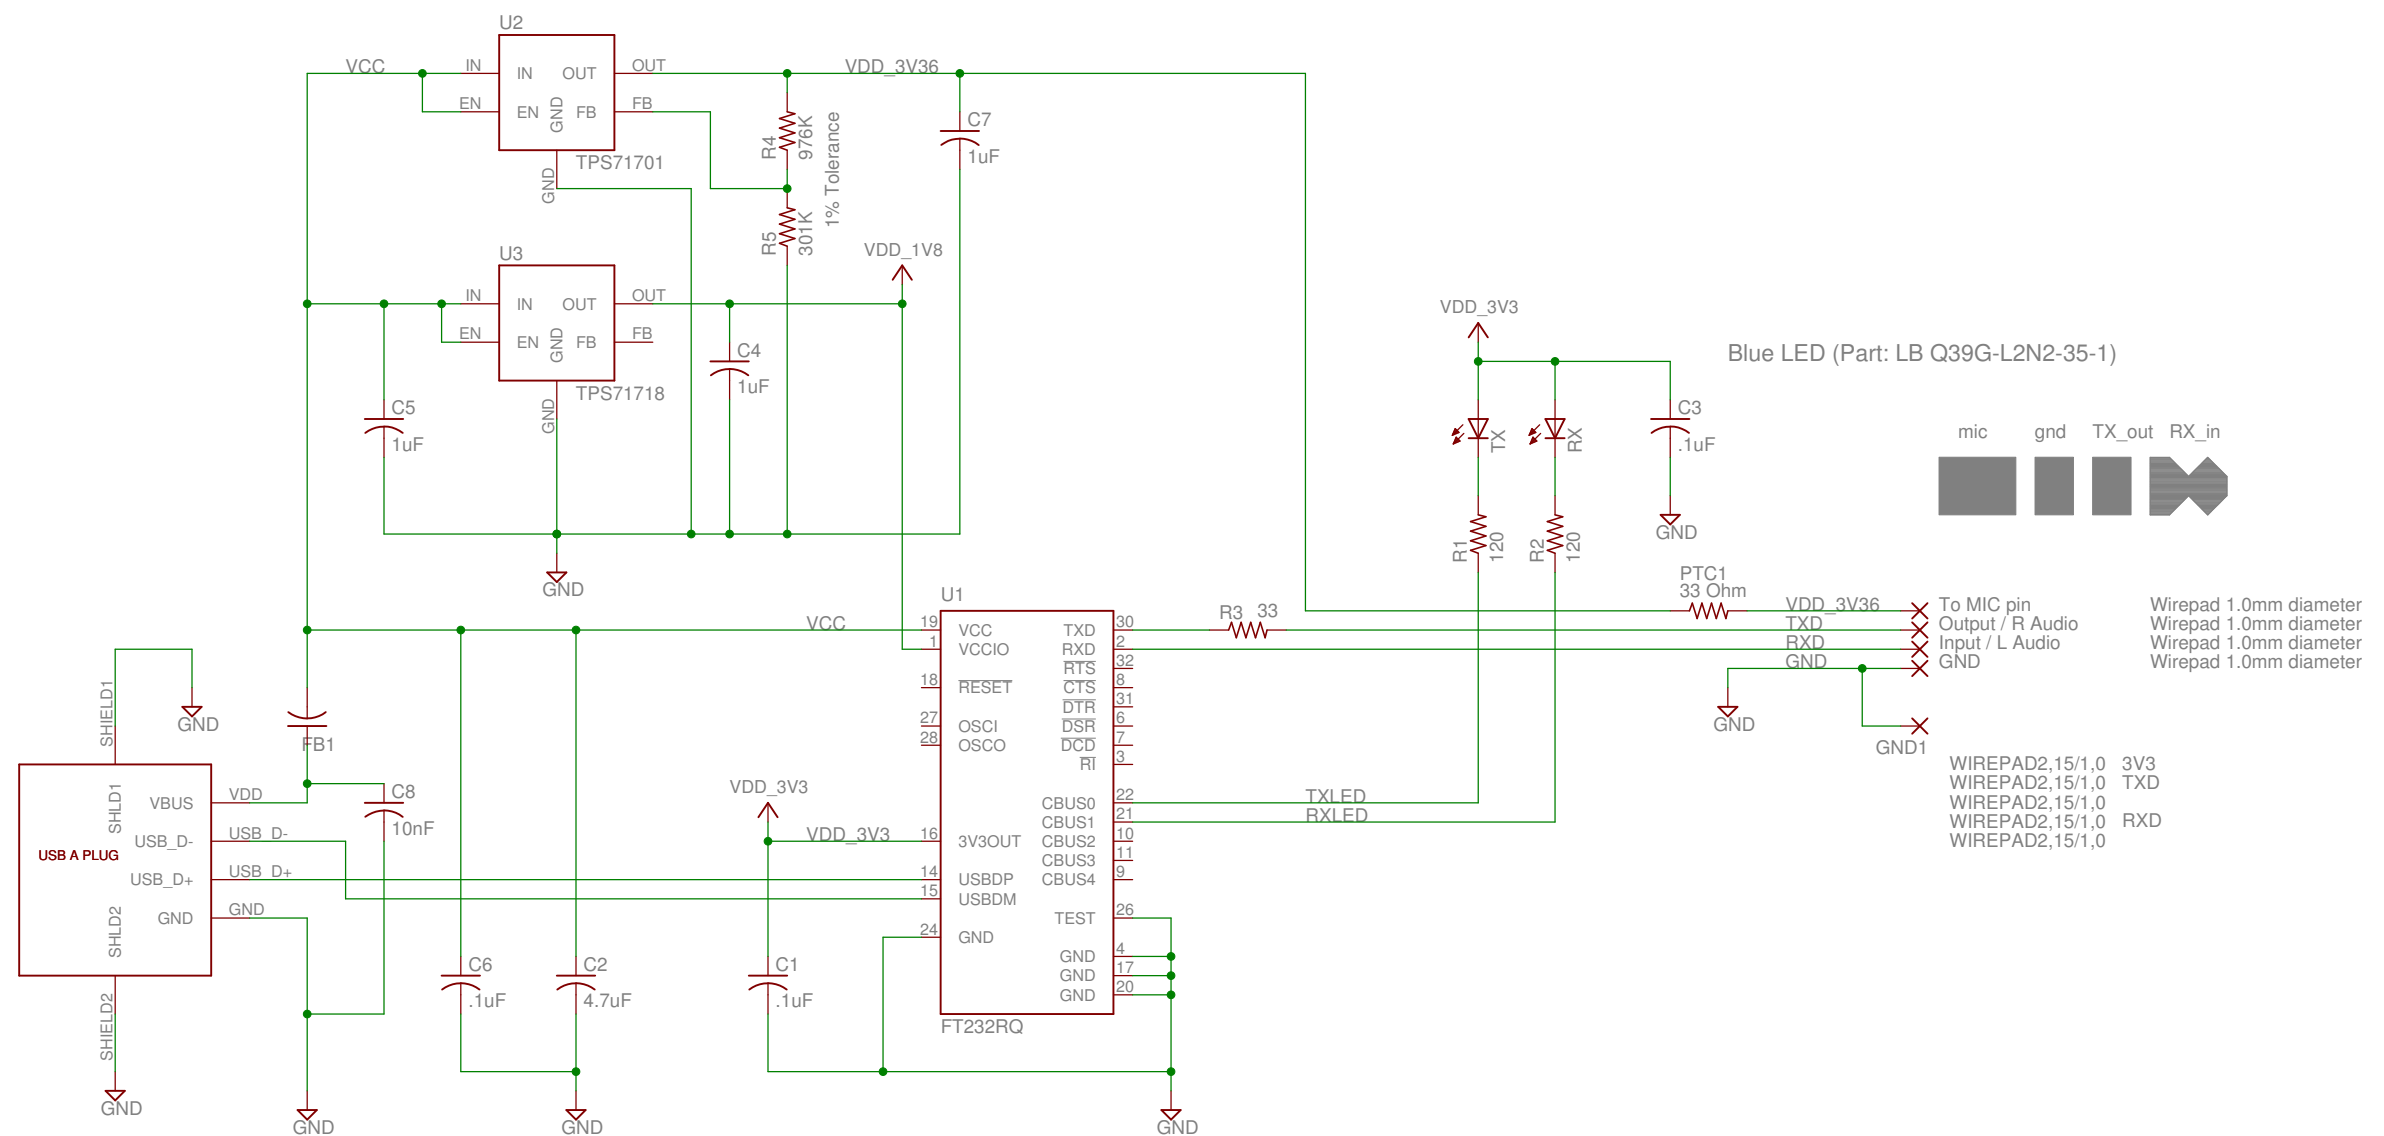 U2
VCC
IN
EN
IN
EN
GND
OUT
FB
OUT
FB
TPS71701
GND
VDD_3V36
R4
976K
R5
301K
1% Tolerance
C7
1uF
U3
IN
EN
IN
EN
GND
OUT
FB
OUT
FB
TPS71718
GND
VDD_1V8
C4
1uF
C5
1uF
GND
VDD_3V3
Blue LED (Part: LB Q39G-L2N2-35-1)
TX
RX
C3
.1uF
GND
R1
120
R2
120
mic gnd TX_out RX_in
PTC1
33 Ohm
VDD_3V36 To MIC pin Wirepad 1.0mm diameter
TXD Output / R Audio Wirepad 1.0mm diameter
RXD Input / L Audio Wirepad 1.0mm diameter
GND GND Wirepad 1.0mm diameter
GND
GND1
WIREPAD2,15/1,0 3V3
WIREPAD2,15/1,0 TXD
WIREPAD2,15/1,0
WIREPAD2,15/1,0 RXD
WIREPAD2,15/1,0
R3 33
U1
VCC
19 VCC
1 VCCIO
18 RESET
27 OSCI
28 OSCO
16 3V3OUT
14 USBDP
15 USBDM
24 GND
TXD 30
RXD 2
RTS 32
CTS 8
DTR 31
DSR 6
DCD 7
RI 3
CBUS0 22
CBUS1 21
CBUS2 10
CBUS3 11
CBUS4 9
TEST 26
GND 4
GND 17
GND 20
FT232RQ
TXLED
RXLED
VDD_3V3
VDD_3V3
C1
.1uF
GND
SHIELD1
GND
FB1
C8
10nF
SHLD1
VBUS VDD
USB_D- USB_D-
USB A PLUG
USB_D+ USB_D+
GND GND
SHLD2
SHIELD2
GND
GND
C6
.1uF
C2
4.7uF
GND